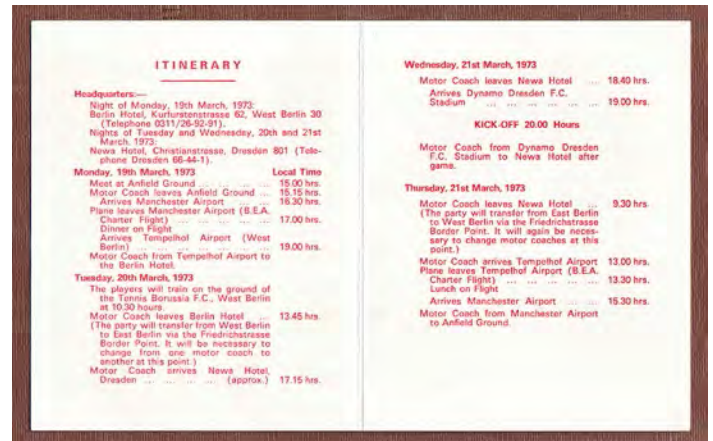 ITINERARY
Headquarters:—
Night of Monday, 19th March, 1973:
Berlin Hotel, Kurfurstenstrasse 62, West Berlin 30
(Telephone 0311/26-92-91).
Nights of Tuesday and Wednesday, 20th and 21st
March, 1973:
Newa Hotel, Christianstrasse, Dresden 801 (Tele-
phone Dresden 66-44-1).
Monday, 19th March, 1973 Local Time
Meet at Anfield Ground ... ... ... ... 15.00 hrs.
Motor Coach leaves Anfield Ground ... 15.15 hrs.
Arrives Manchester Airport ... ... 16.30 hrs.
Plane leaves Manchester Airport (B.E.A.
Charter Flight) ... ... ... ... 17.00 hrs.
Dinner on Flight
Arrives Tempelhof Airport (West
Berlin) ... ... ... ... ... ... 19.00 hrs.
Motor Coach from Tempelhof Airport to
the Berlin Hotel.
Tuesday, 20th March, 1973
The players will train on the ground of
the Tennis Borussia F.C., West Berlin
at 10.30 hours.
Motor Coach leaves Berlin Hotel ... 13.45 hrs.
(The party will transfer from West Berlin
to East Berlin via the Friedrichstrasse
Border Point. It will be necessary to
change from one motor coach to
another at this point.)
Motor Coach arrives Newa Hotel,
Dresden ... ... ... ... (approx.) 17.15 hrs.
Wednesday, 21st March, 1973
Motor Coach leaves Newa Hotel ... 18.40 hrs.
Arrives Dynamo Dresden F.C.
Stadium ... ... ... ... ... ... 19.00 hrs.
KICK-OFF 20.00 Hours
Motor Coach from Dynamo Dresden
F.C. Stadium to Newa Hotel after
game.
Thursday, 21st March, 1973
Motor Coach leaves Newa Hotel ... 9.30 hrs.
(The party will transfer from East Berlin
to West Berlin via the Friedrichstrasse
Border Point. It will again be neces-
sary to change motor coaches at this
point.)
Motor Coach arrives Tempelhof Airport 13.00 hrs.
Plane leaves Tempelhof Airport (B.E.A.
Charter Flight) ... ... ... ... 13.30 hrs.
Lunch on Flight
Arrives Manchester Airport ... ... 15.30 hrs.
Motor Coach from Manchester Airport
to Anfield Ground.